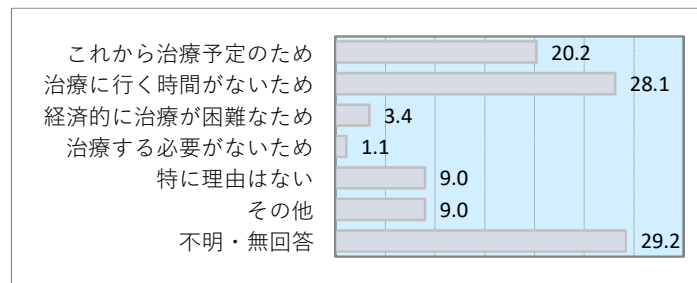 これから治療予定のため 20.2
治療に行く時間がないため 28.1
経済的に治療が困難なため 3.4
治療する必要がないため 1.1
特に理由はない 9.0
その他 9.0
不明・無回答 29.2